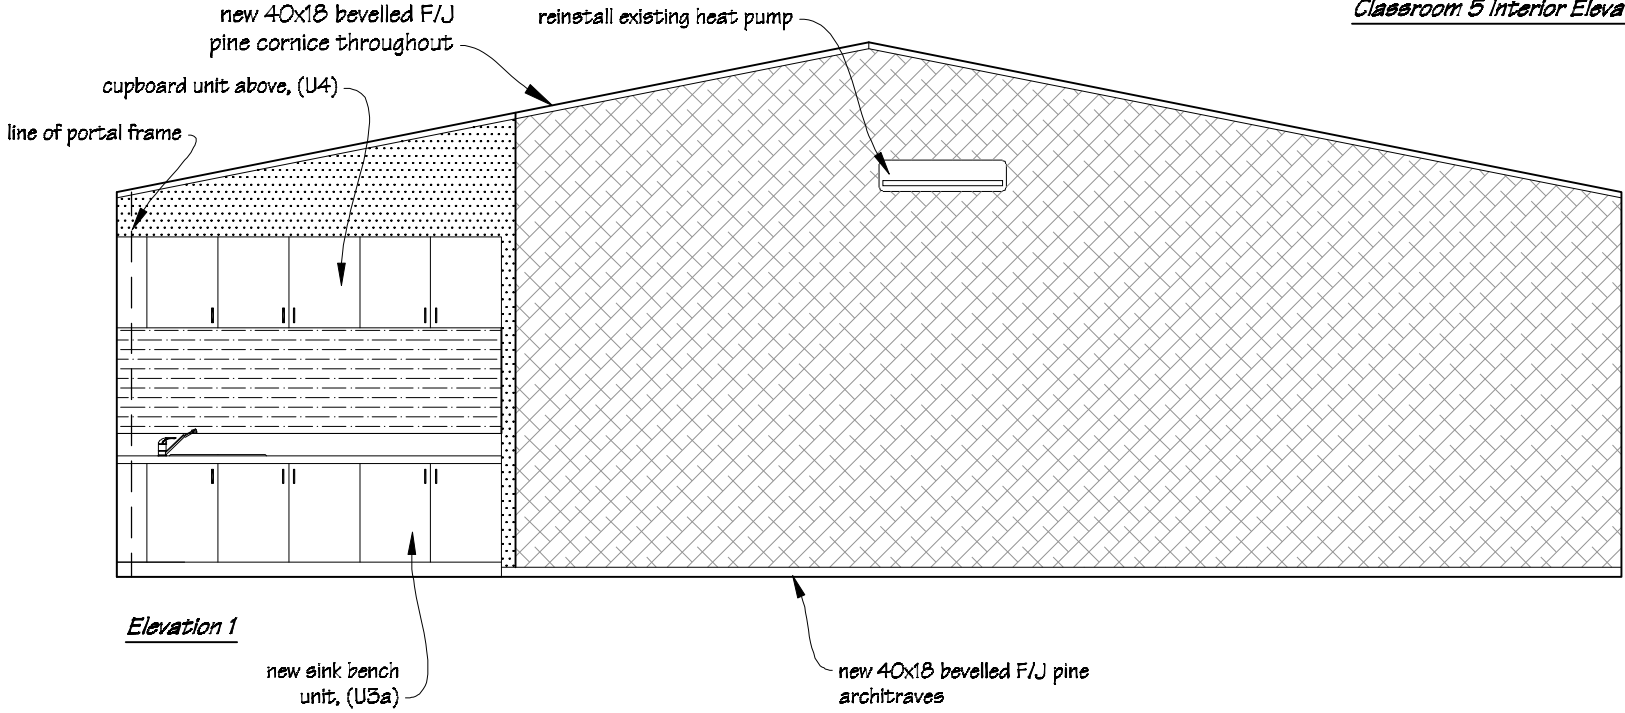 Classroom 5 Interior Eleva
new 40x18 bevelled F/J
pine cornice throughout
reinstall existing heat pump
cupboard unit above, (U4)
line of portal frame
Elevation 1
new sink bench
unit, (U3a)
new 40x18 bevelled F/J pine
architraves